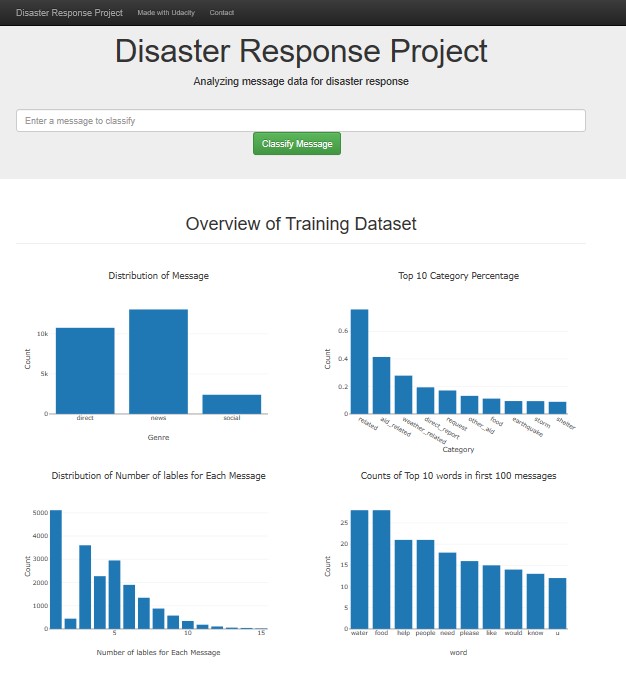 Disaster Response Project Made with Udacity Contact
Disaster Response Project
Analyzing message data for disaster response
Enter a message to classify
Classify Message
Overview of Training Dataset
Distribution of Message
Count
10k
5k
0
direct news social
Genre
Top 10 Category Percentage
Count
0.6
0.4
0.2
0
related aid_related weather_related direct_report request other_aid food earthquake storm shelter
Category
Distribution of Number of lables for Each Message
Count
5000
4000
3000
2000
1000
0
5 10 15
Number of lables for Each Message
Counts of Top 10 words in first 100 messages
Count
25
20
15
10
5
0
water food help people need please like would know u
word